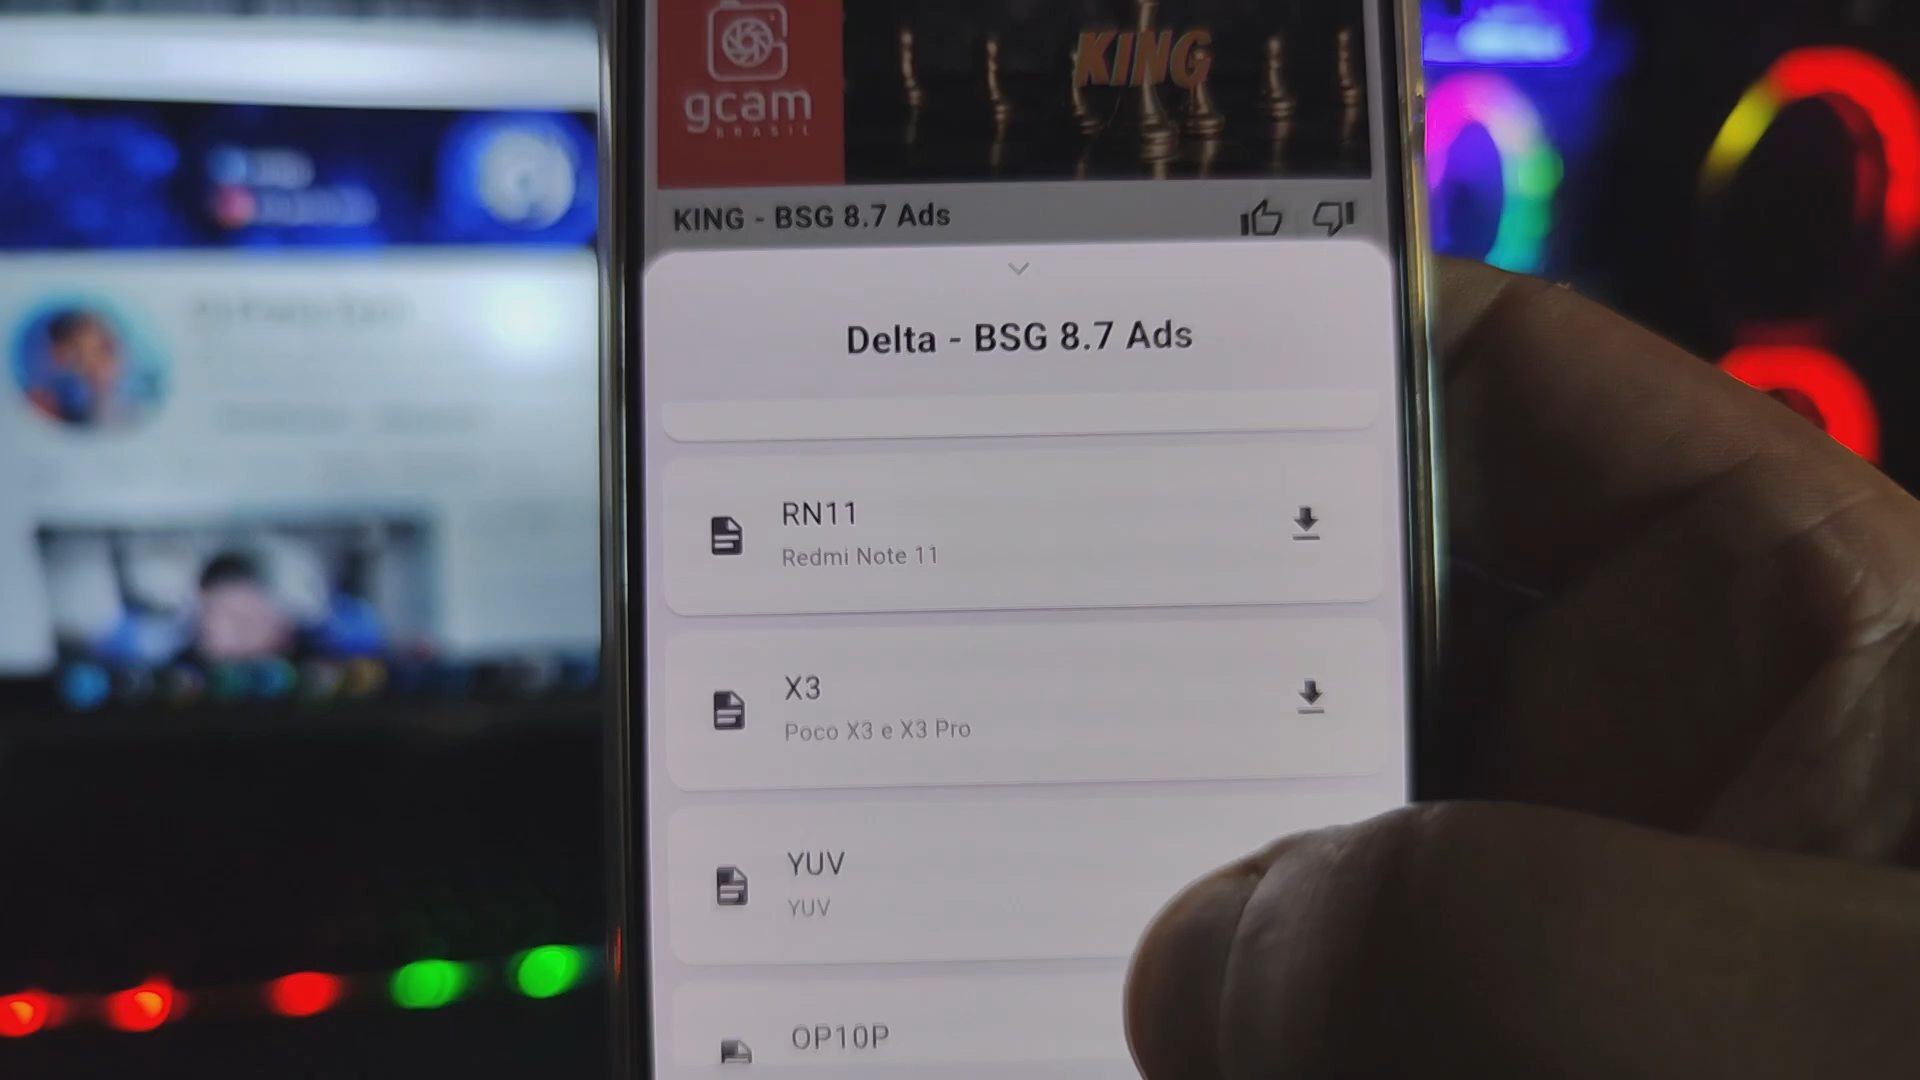 KING
gcam
BRASIL
KING - BSG 8.7 Ads
Delta - BSG 8.7 Ads
RN11
Redmi Note 11
X3
Poco X3 e X3 Pro
YUV
YUV
OP10P